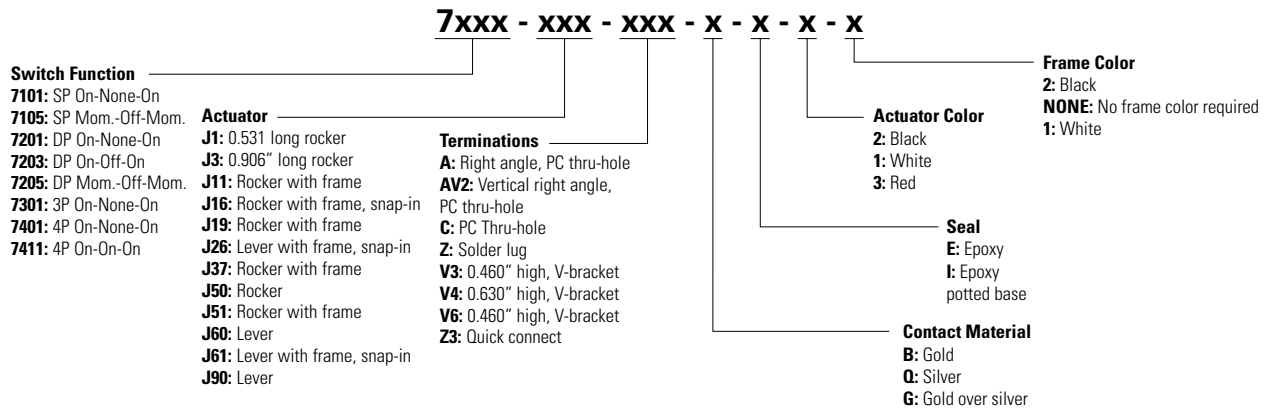 7xxx - xxx - xxx - x - x - x - x
Switch Function
7101: SP On-None-On
7105: SP Mom.-Off-Mom.
7201: DP On-None-On
7203: DP On-Off-On
7205: DP Mom.-Off-Mom.
7301: 3P On-None-On
7401: 4P On-None-On
7411: 4P On-On-On
Actuator
J1: 0.531 long rocker
J3: 0.906″ long rocker
J11: Rocker with frame
J16: Rocker with frame, snap-in
J19: Rocker with frame
J26: Lever with frame, snap-in
J37: Rocker with frame
J50: Rocker
J51: Rocker with frame
J60: Lever
J61: Lever with frame, snap-in
J90: Lever
Terminations
A: Right angle, PC thru-hole
AV2: Vertical right angle,
PC thru-hole
C: PC Thru-hole
Z: Solder lug
V3: 0.460″ high, V-bracket
V4: 0.630″ high, V-bracket
V6: 0.460″ high, V-bracket
Z3: Quick connect
Contact Material
B: Gold
Q: Silver
G: Gold over silver
Seal
E: Epoxy
I: Epoxy
potted base
Actuator Color
2: Black
1: White
3: Red
Frame Color
2: Black
NONE: No frame color required
1: White